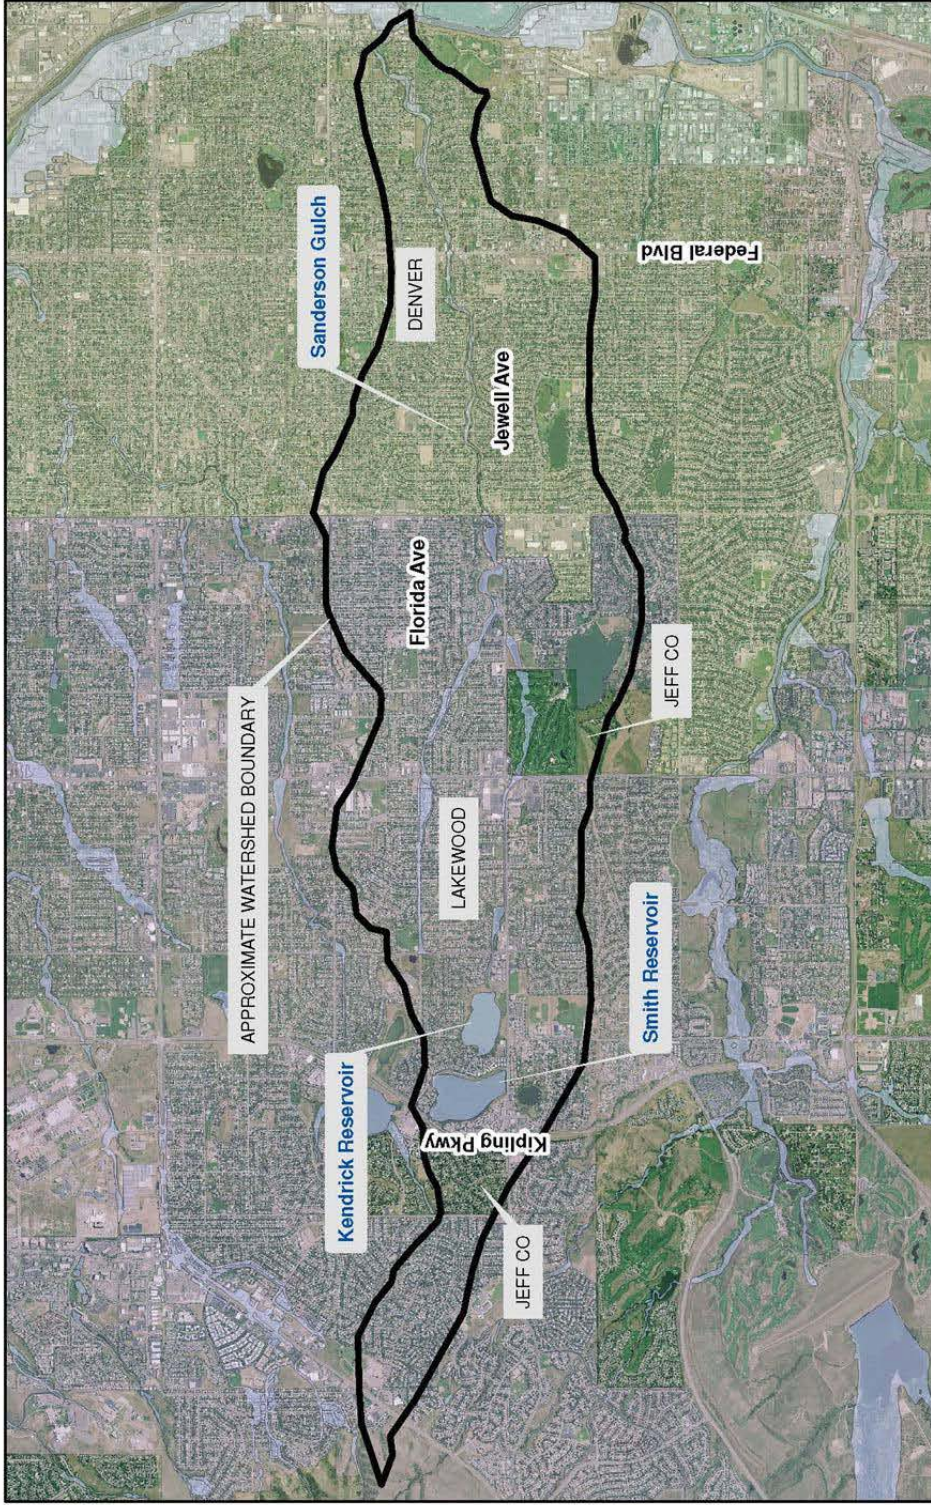 APPROXIMATE WATERSHED BOUNDARY
Sanderson Gulch
Kendrick Reservoir
DENVER
Florida Ave
LAKEWOOD
Jewell Ave
Kipling Pkwy
JEFF CO
JEFF CO
Smith Reservoir
Federal Blvd